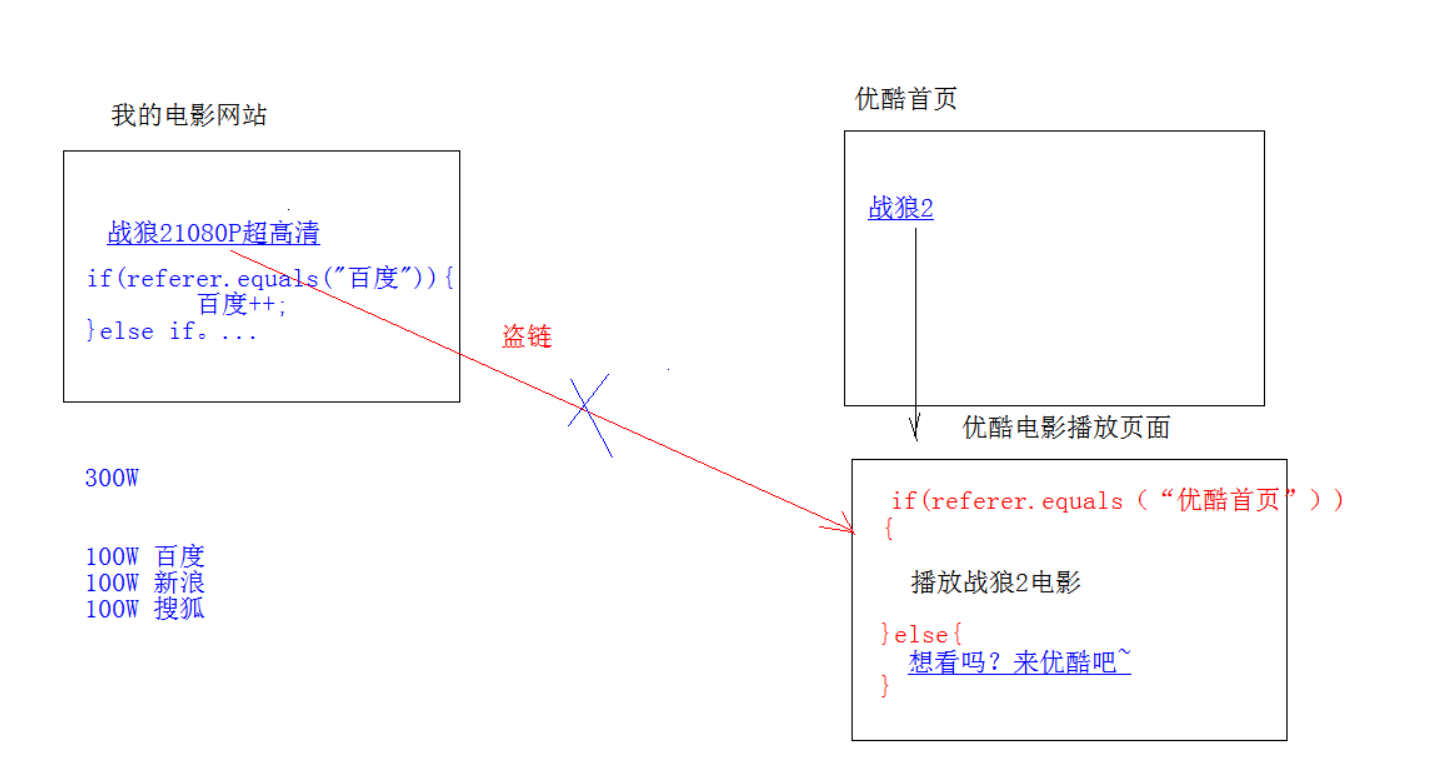 我的电影网站
战狼21080P超高清
if(referer.equals("百度")){
百度++;
}else if。...
盗链
300W
100W 百度
100W 新浪
100W 搜狐
优酷首页
战狼2
优酷电影播放页面
if(referer.equals（“优酷首页”))
{
播放战狼2电影
}else{
想看吗？来优酷吧~
}